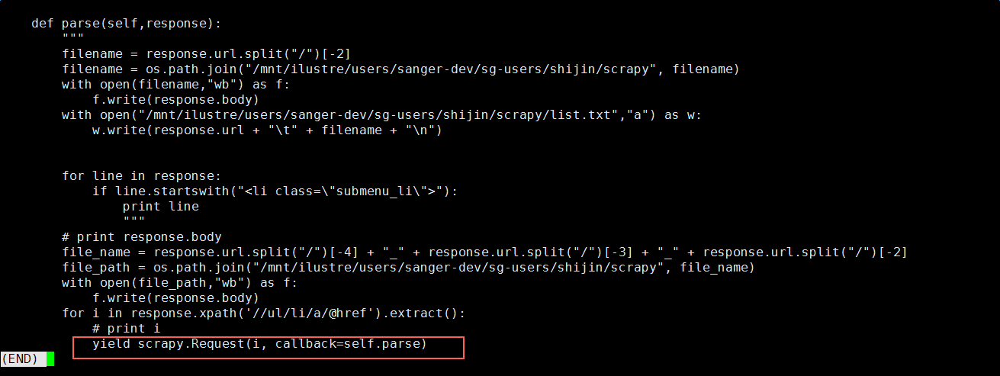 def parse(self,response):
"""
filename = response.url.split("/")[-2]
filename = os.path.join("/mnt/ilustre/users/sanger-dev/sg-users/shijin/scrapy", filename)
with open(filename,"wb") as f:
f.write(response.body)
with open("/mnt/ilustre/users/sanger-dev/sg-users/shijin/scrapy/list.txt","a") as w:
w.write(response.url + "\t" + filename + "\n")
for line in response:
if line.startswith("<li class=\"submenu_li\">"):
print line
"""
# print response.body
file_name = response.url.split("/")[-4] + "_" + response.url.split("/")[-3] + "_" + response.url.split("/")[-2]
file_path = os.path.join("/mnt/ilustre/users/sanger-dev/sg-users/shijin/scrapy", file_name)
with open(file_path,"wb") as f:
f.write(response.body)
for i in response.xpath('//ul/li/a/@href').extract():
# print i
yield scrapy.Request(i, callback=self.parse)
(END)